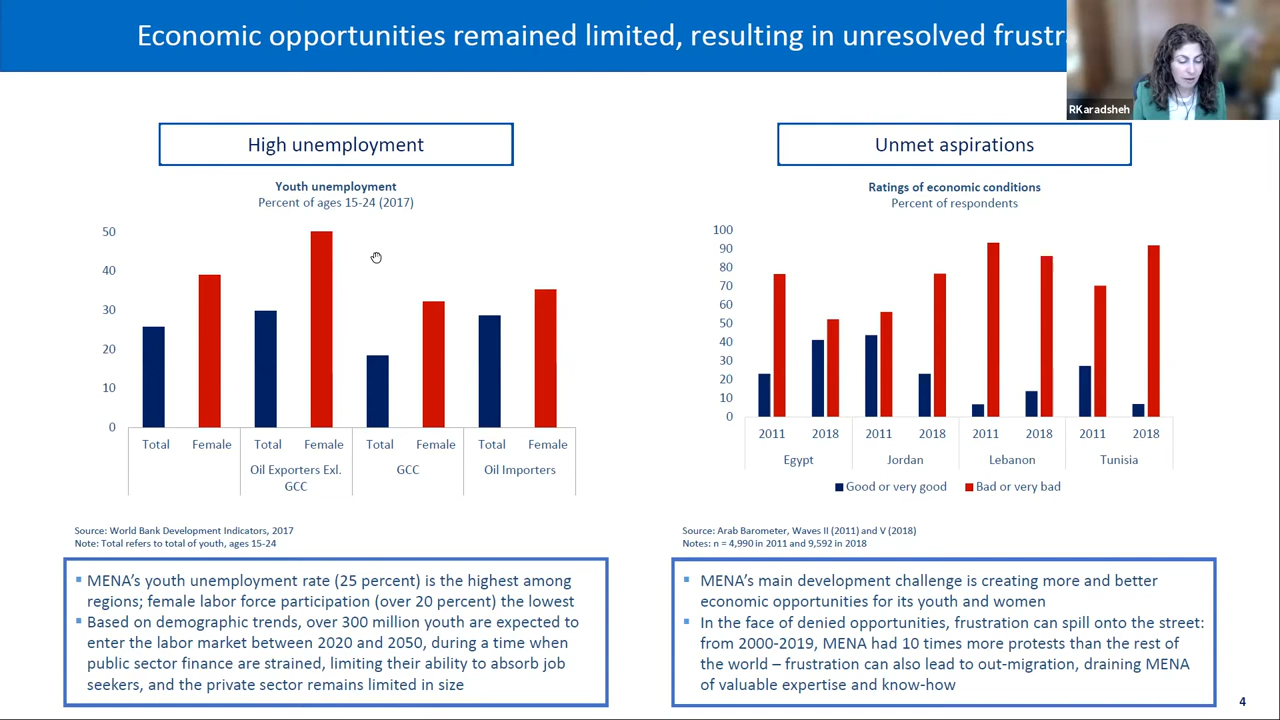 Economic opportunities remained limited, resulting in unresolved frustra
RKaradsheh
High unemployment
Youth unemployment
Percent of ages 15-24 (2017)
50
40
30
20
10
0
Total Female Total Female Total Female Total Female
Oil Exporters Exl. GCC Oil Importers
GCC
Source: World Bank Development Indicators, 2017
Note: Total refers to total of youth, ages 15-24
MENA's youth unemployment rate (25 percent) is the highest among
regions; female labor force participation (over 20 percent) the lowest
Based on demographic trends, over 300 million youth are expected to
enter the labor market between 2020 and 2050, during a time when
public sector finance are strained, limiting their ability to absorb job
seekers, and the private sector remains limited in size
Unmet aspirations
Ratings of economic conditions
Percent of respondents
100
90
80
70
60
50
40
30
20
10
0
2011 2018 2011 2018 2011 2018 2011 2018
Egypt Jordan Lebanon Tunisia
Good or very good Bad or very bad
Source: Arab Barometer, Waves II (2011) and V (2018)
Notes: n = 4,990 in 2011 and 9,592 in 2018
MENA's main development challenge is creating more and better
economic opportunities for its youth and women
In the face of denied opportunities, frustration can spill onto the street:
from 2000-2019, MENA had 10 times more protests than the rest of
the world – frustration can also lead to out-migration, draining MENA
of valuable expertise and know-how
4